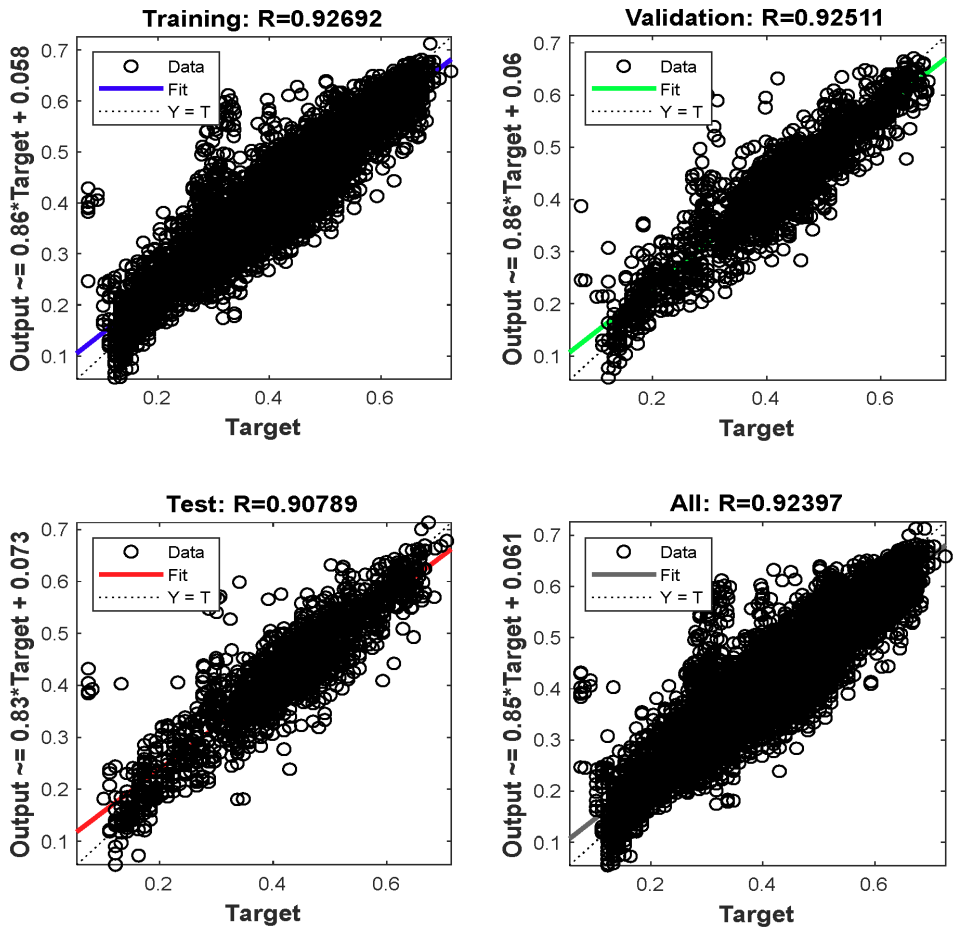 Training: R=0.92692
Output ~= 0.86*Target + 0.058
0.7
0.6
0.5
0.4
0.3
0.2
0.1
Data
Fit
Y = T
0.2
0.4
0.6
Target
Validation: R=0.92511
Output ~= 0.86*Target + 0.06
0.7
0.6
0.5
0.4
0.3
0.2
0.1
Data
Fit
Y = T
0.2
0.4
0.6
Target
Test: R=0.90789
Output ~= 0.83*Target + 0.073
0.7
0.6
0.5
0.4
0.3
0.2
0.1
Data
Fit
Y = T
0.2
0.4
0.6
Target
All: R=0.92397
Output ~= 0.85*Target + 0.061
0.7
0.6
0.5
0.4
0.3
0.2
0.1
Data
Fit
Y = T
0.2
0.4
0.6
Target